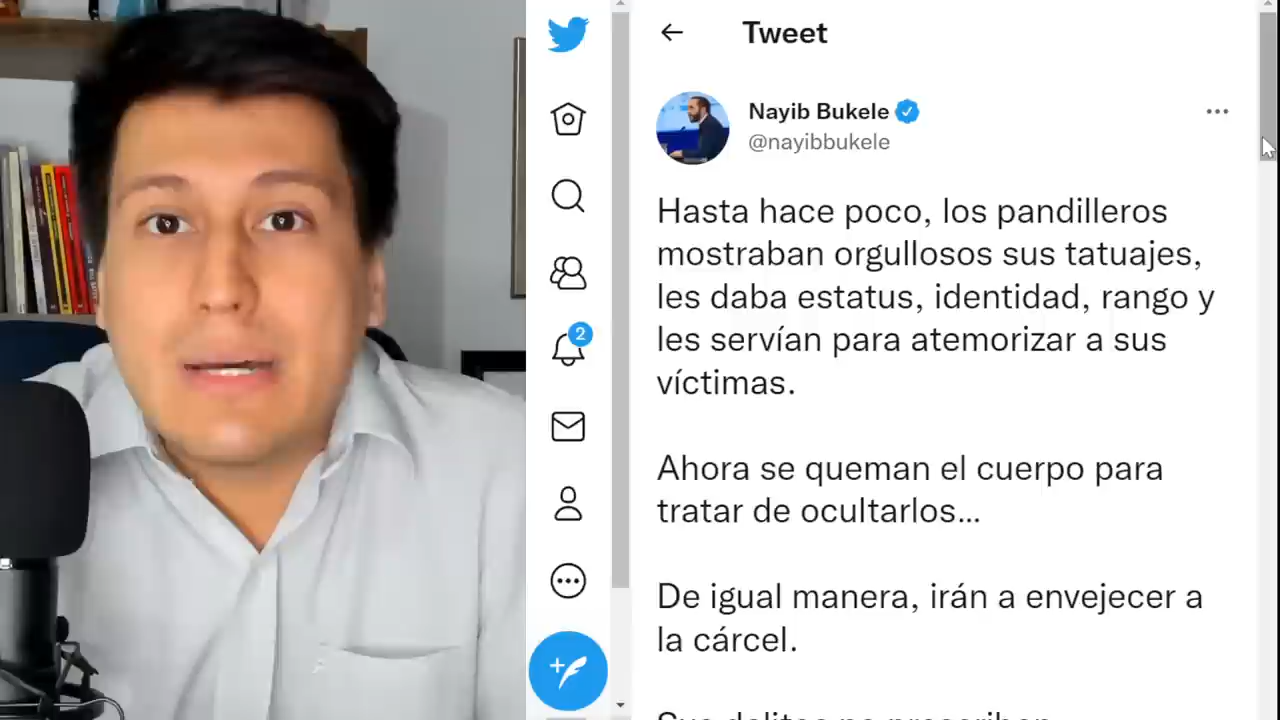 Tweet
Nayib Bukele
@nayibbukele
Hasta hace poco, los pandilleros
mostraban orgullosos sus tatuajes,
les daba estatus, identidad, rango y
les servían para atemorizar a sus
víctimas.
Ahora se queman el cuerpo para
tratar de ocultarlos...
De igual manera, irán a envejecer a
la cárcel.
Sus delitos no prescriben
2